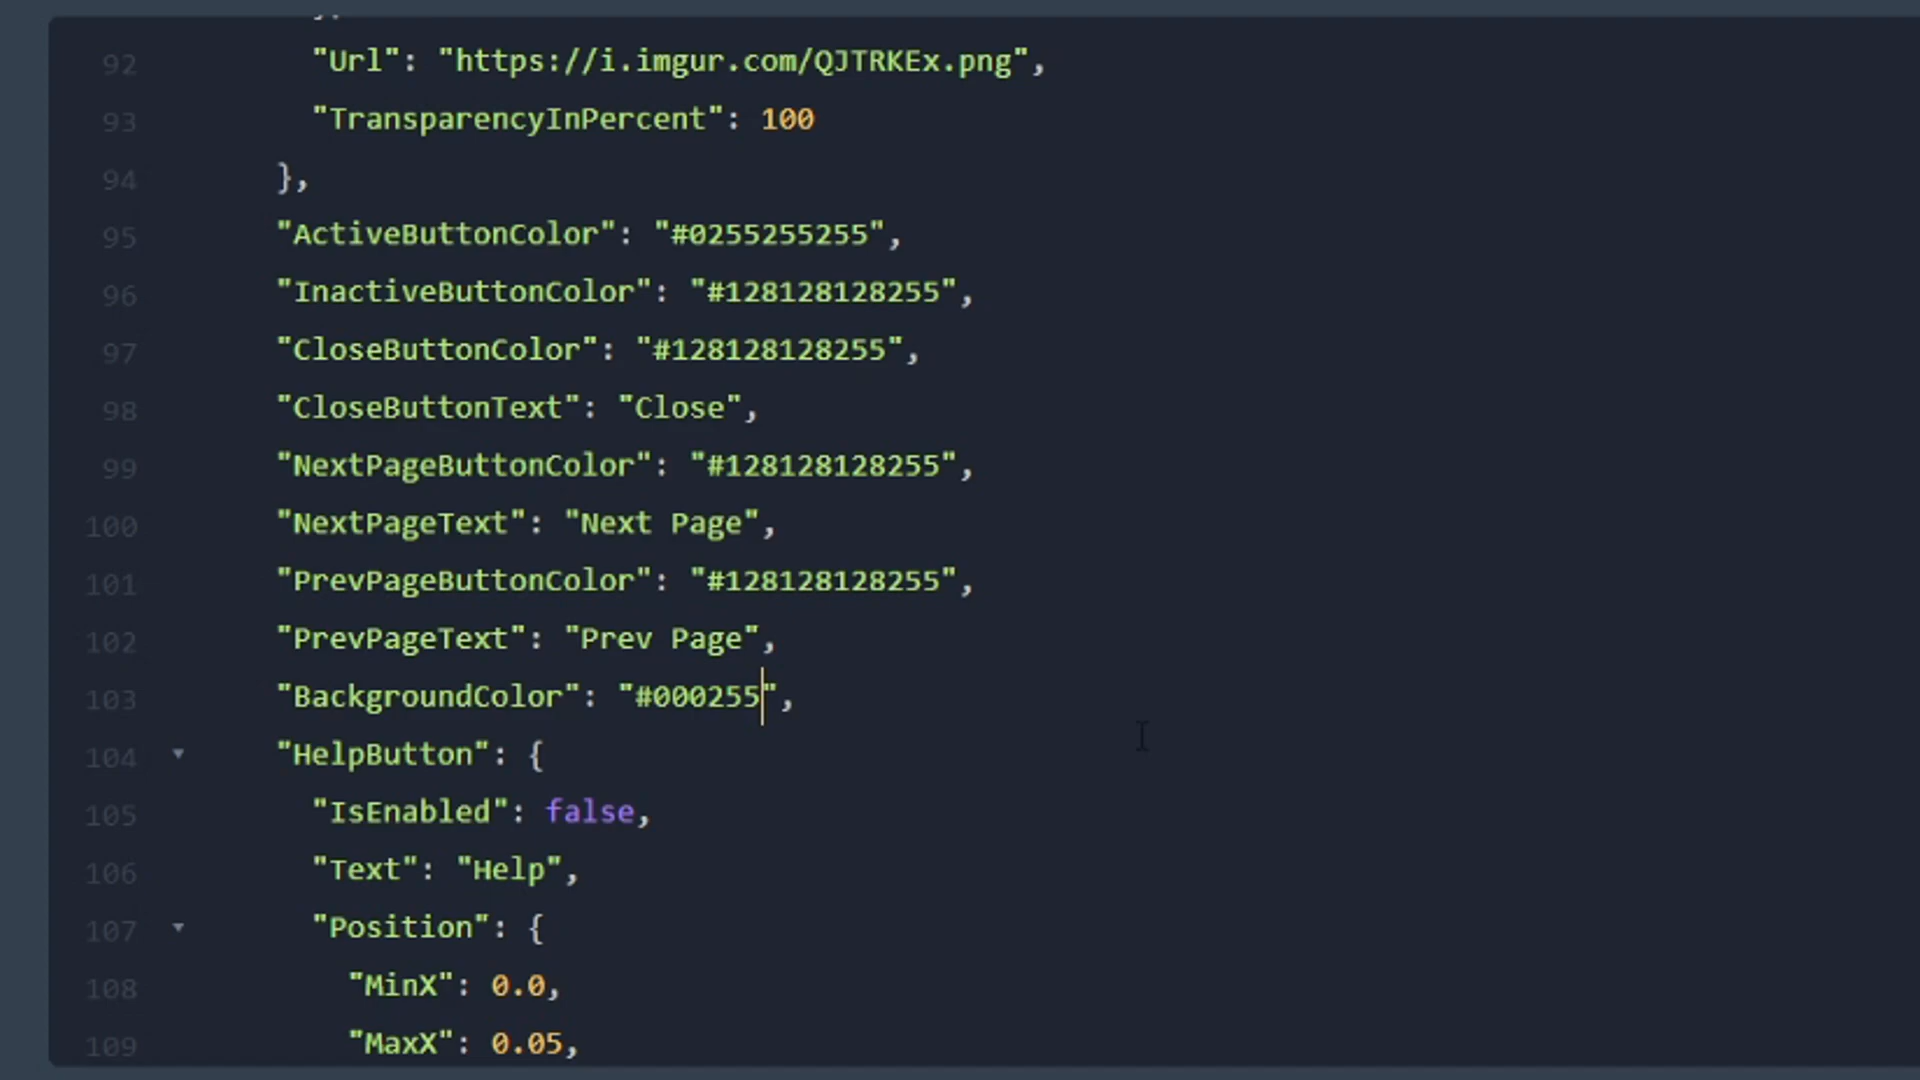 92 "Url": "https://i.imgur.com/QJTRKEx.png",
93 "TransparencyInPercent": 100
94 },
95 "ActiveButtonColor": "#0255255255",
96 "InactiveButtonColor": "#128128128255",
97 "CloseButtonColor": "#128128128255",
98 "CloseButtonText": "Close",
99 "NextPageButtonColor": "#128128128255",
100 "NextPageText": "Next Page",
101 "PrevPageButtonColor": "#128128128255",
102 "PrevPageText": "Prev Page",
103 "BackgroundColor": "#000255",
104 "HelpButton": {
105 "IsEnabled": false,
106 "Text": "Help",
107 "Position": {
108 "MinX": 0.0,
109 "MaxX": 0.05,